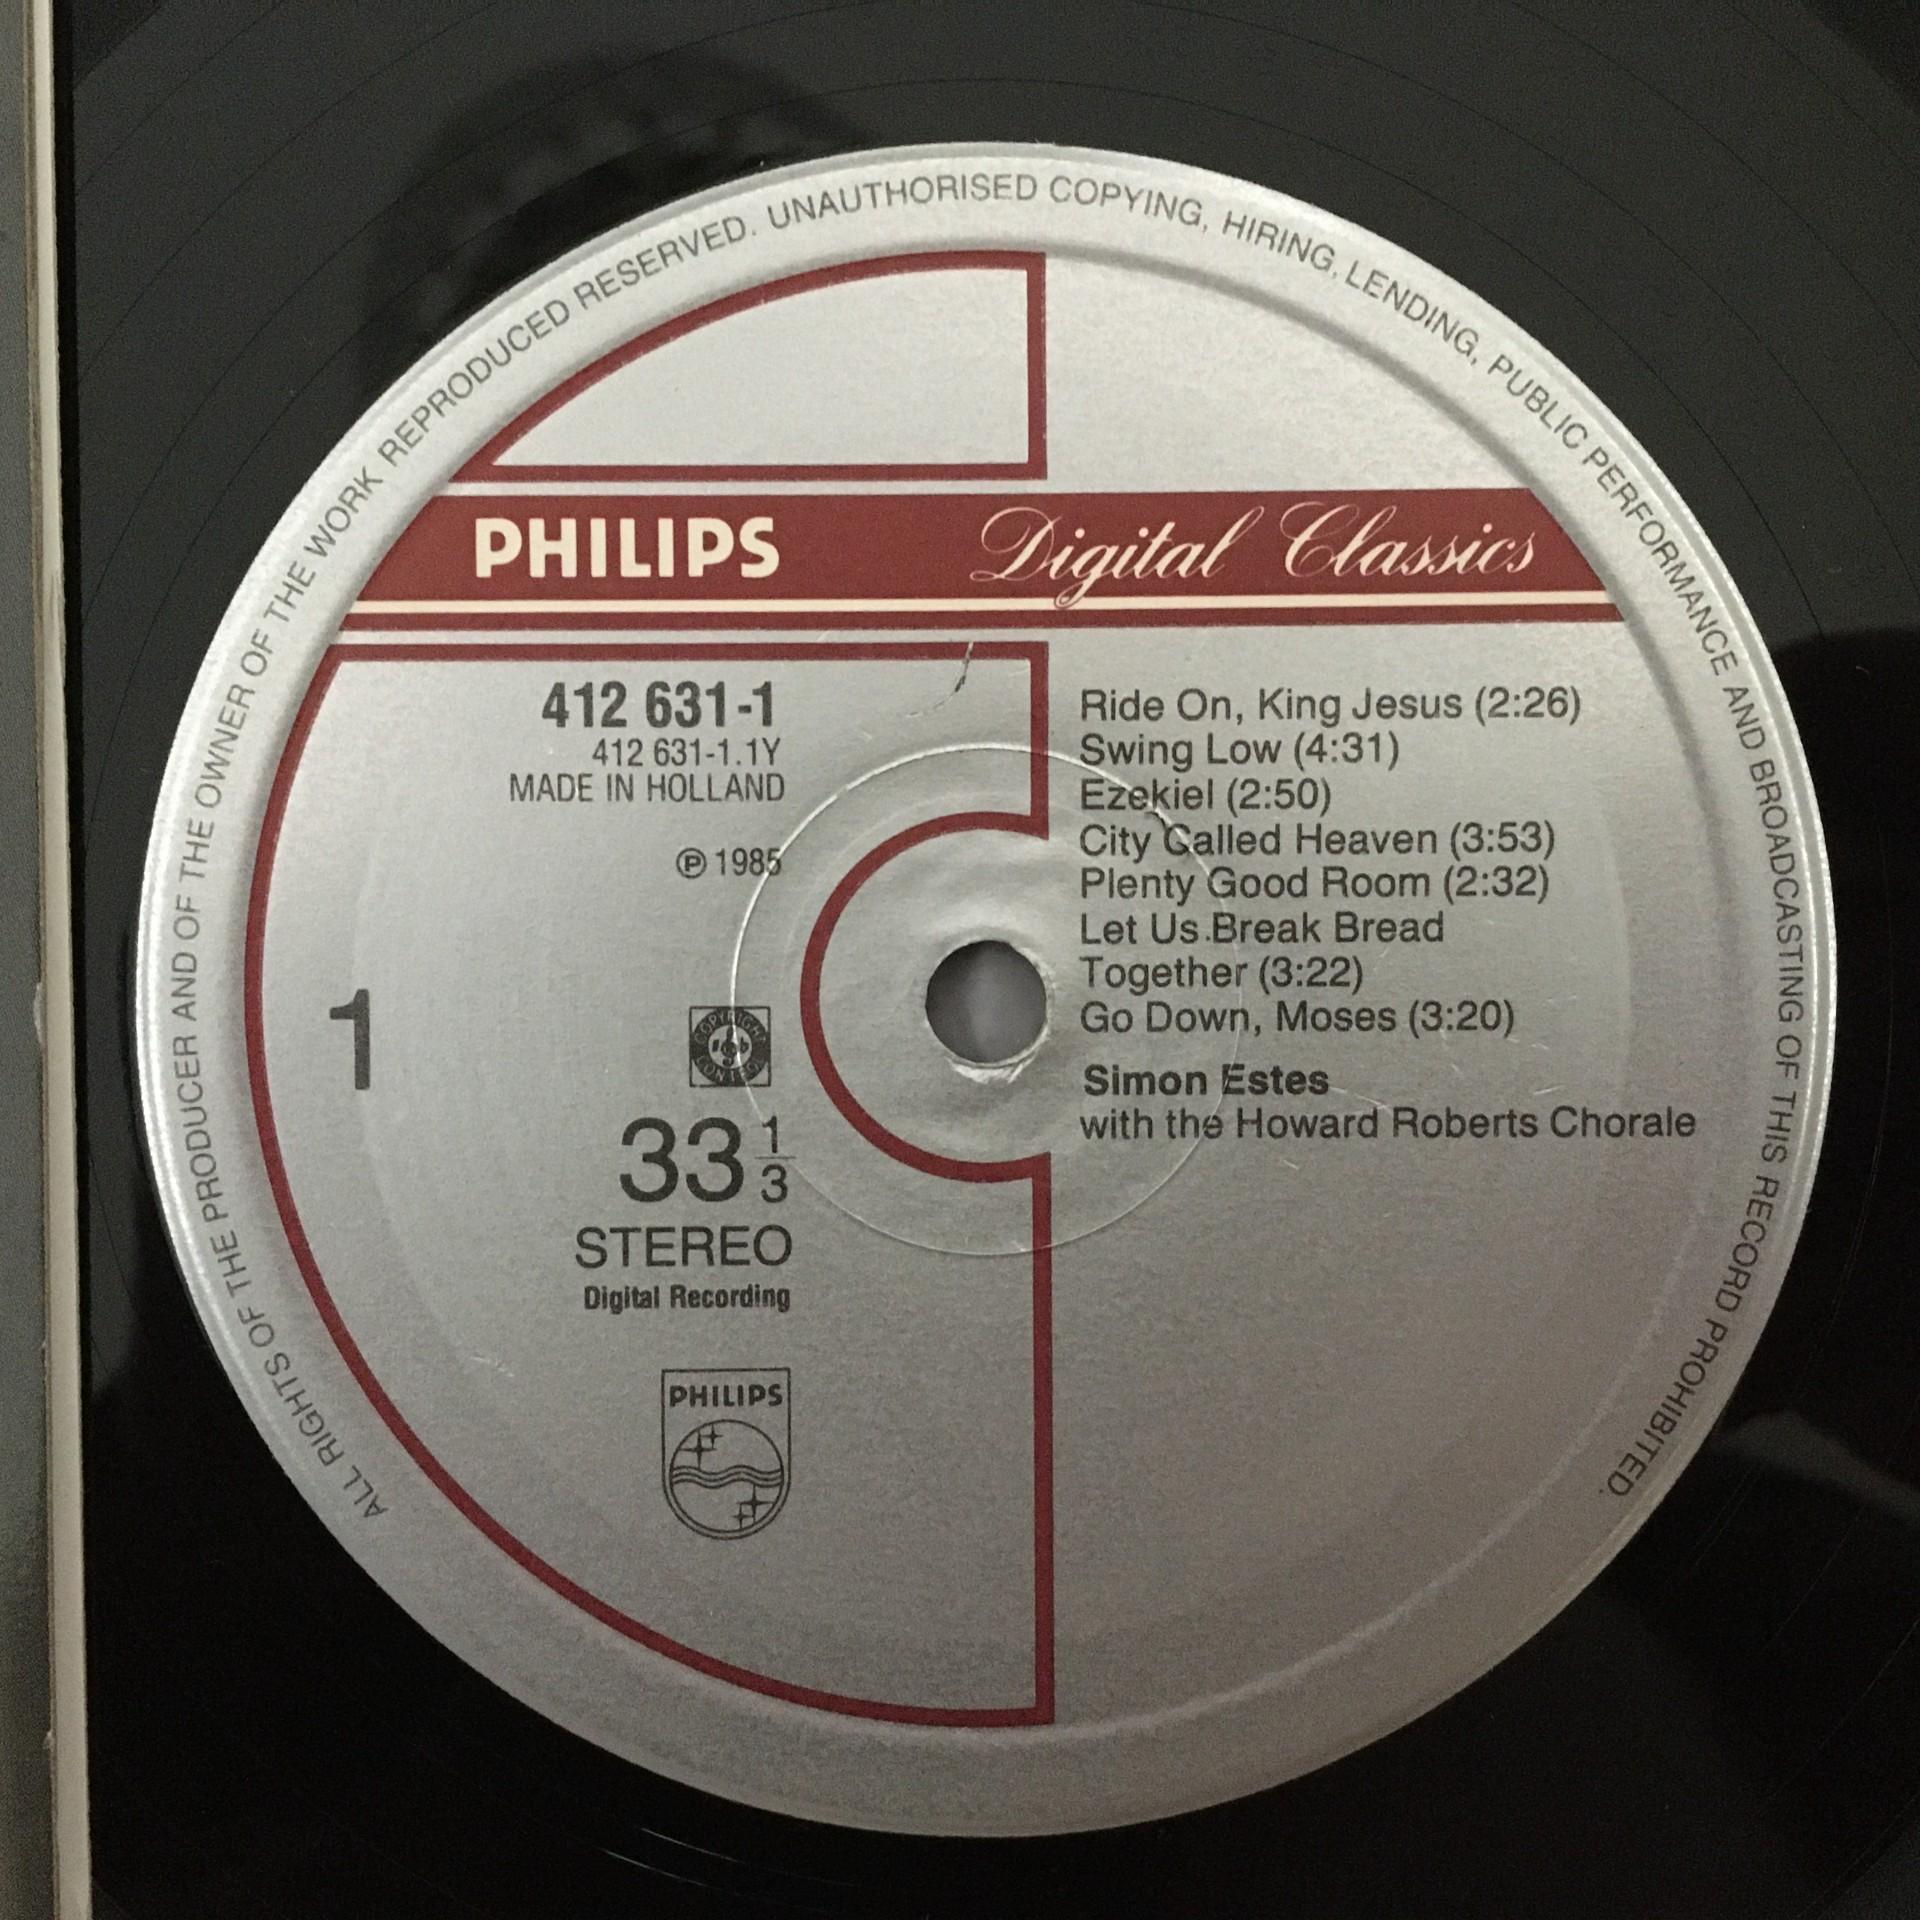 ALL RIGHTS OF THE PRODUCER AND OF THE OWNER OF THE WORK REPRODUCED RESERVED. UNAUTHORISED COPYING, HIRING, LENDING, PUBLIC PERFORMANCE AND BROADCASTING OF THIS RECORD PROHIBITED.
PHILIPS Digital Classics
412 631-1
412 631-1.1Y
MADE IN HOLLAND
℗ 1985
1
COPYRIGHT
CONTROL
33 1/3
STEREO
Digital Recording
PHILIPS
Ride On, King Jesus (2:26)
Swing Low (4:31)
Ezekiel (2:50)
City Called Heaven (3:53)
Plenty Good Room (2:32)
Let Us Break Bread
Together (3:22)
Go Down, Moses (3:20)
Simon Estes
with the Howard Roberts Chorale